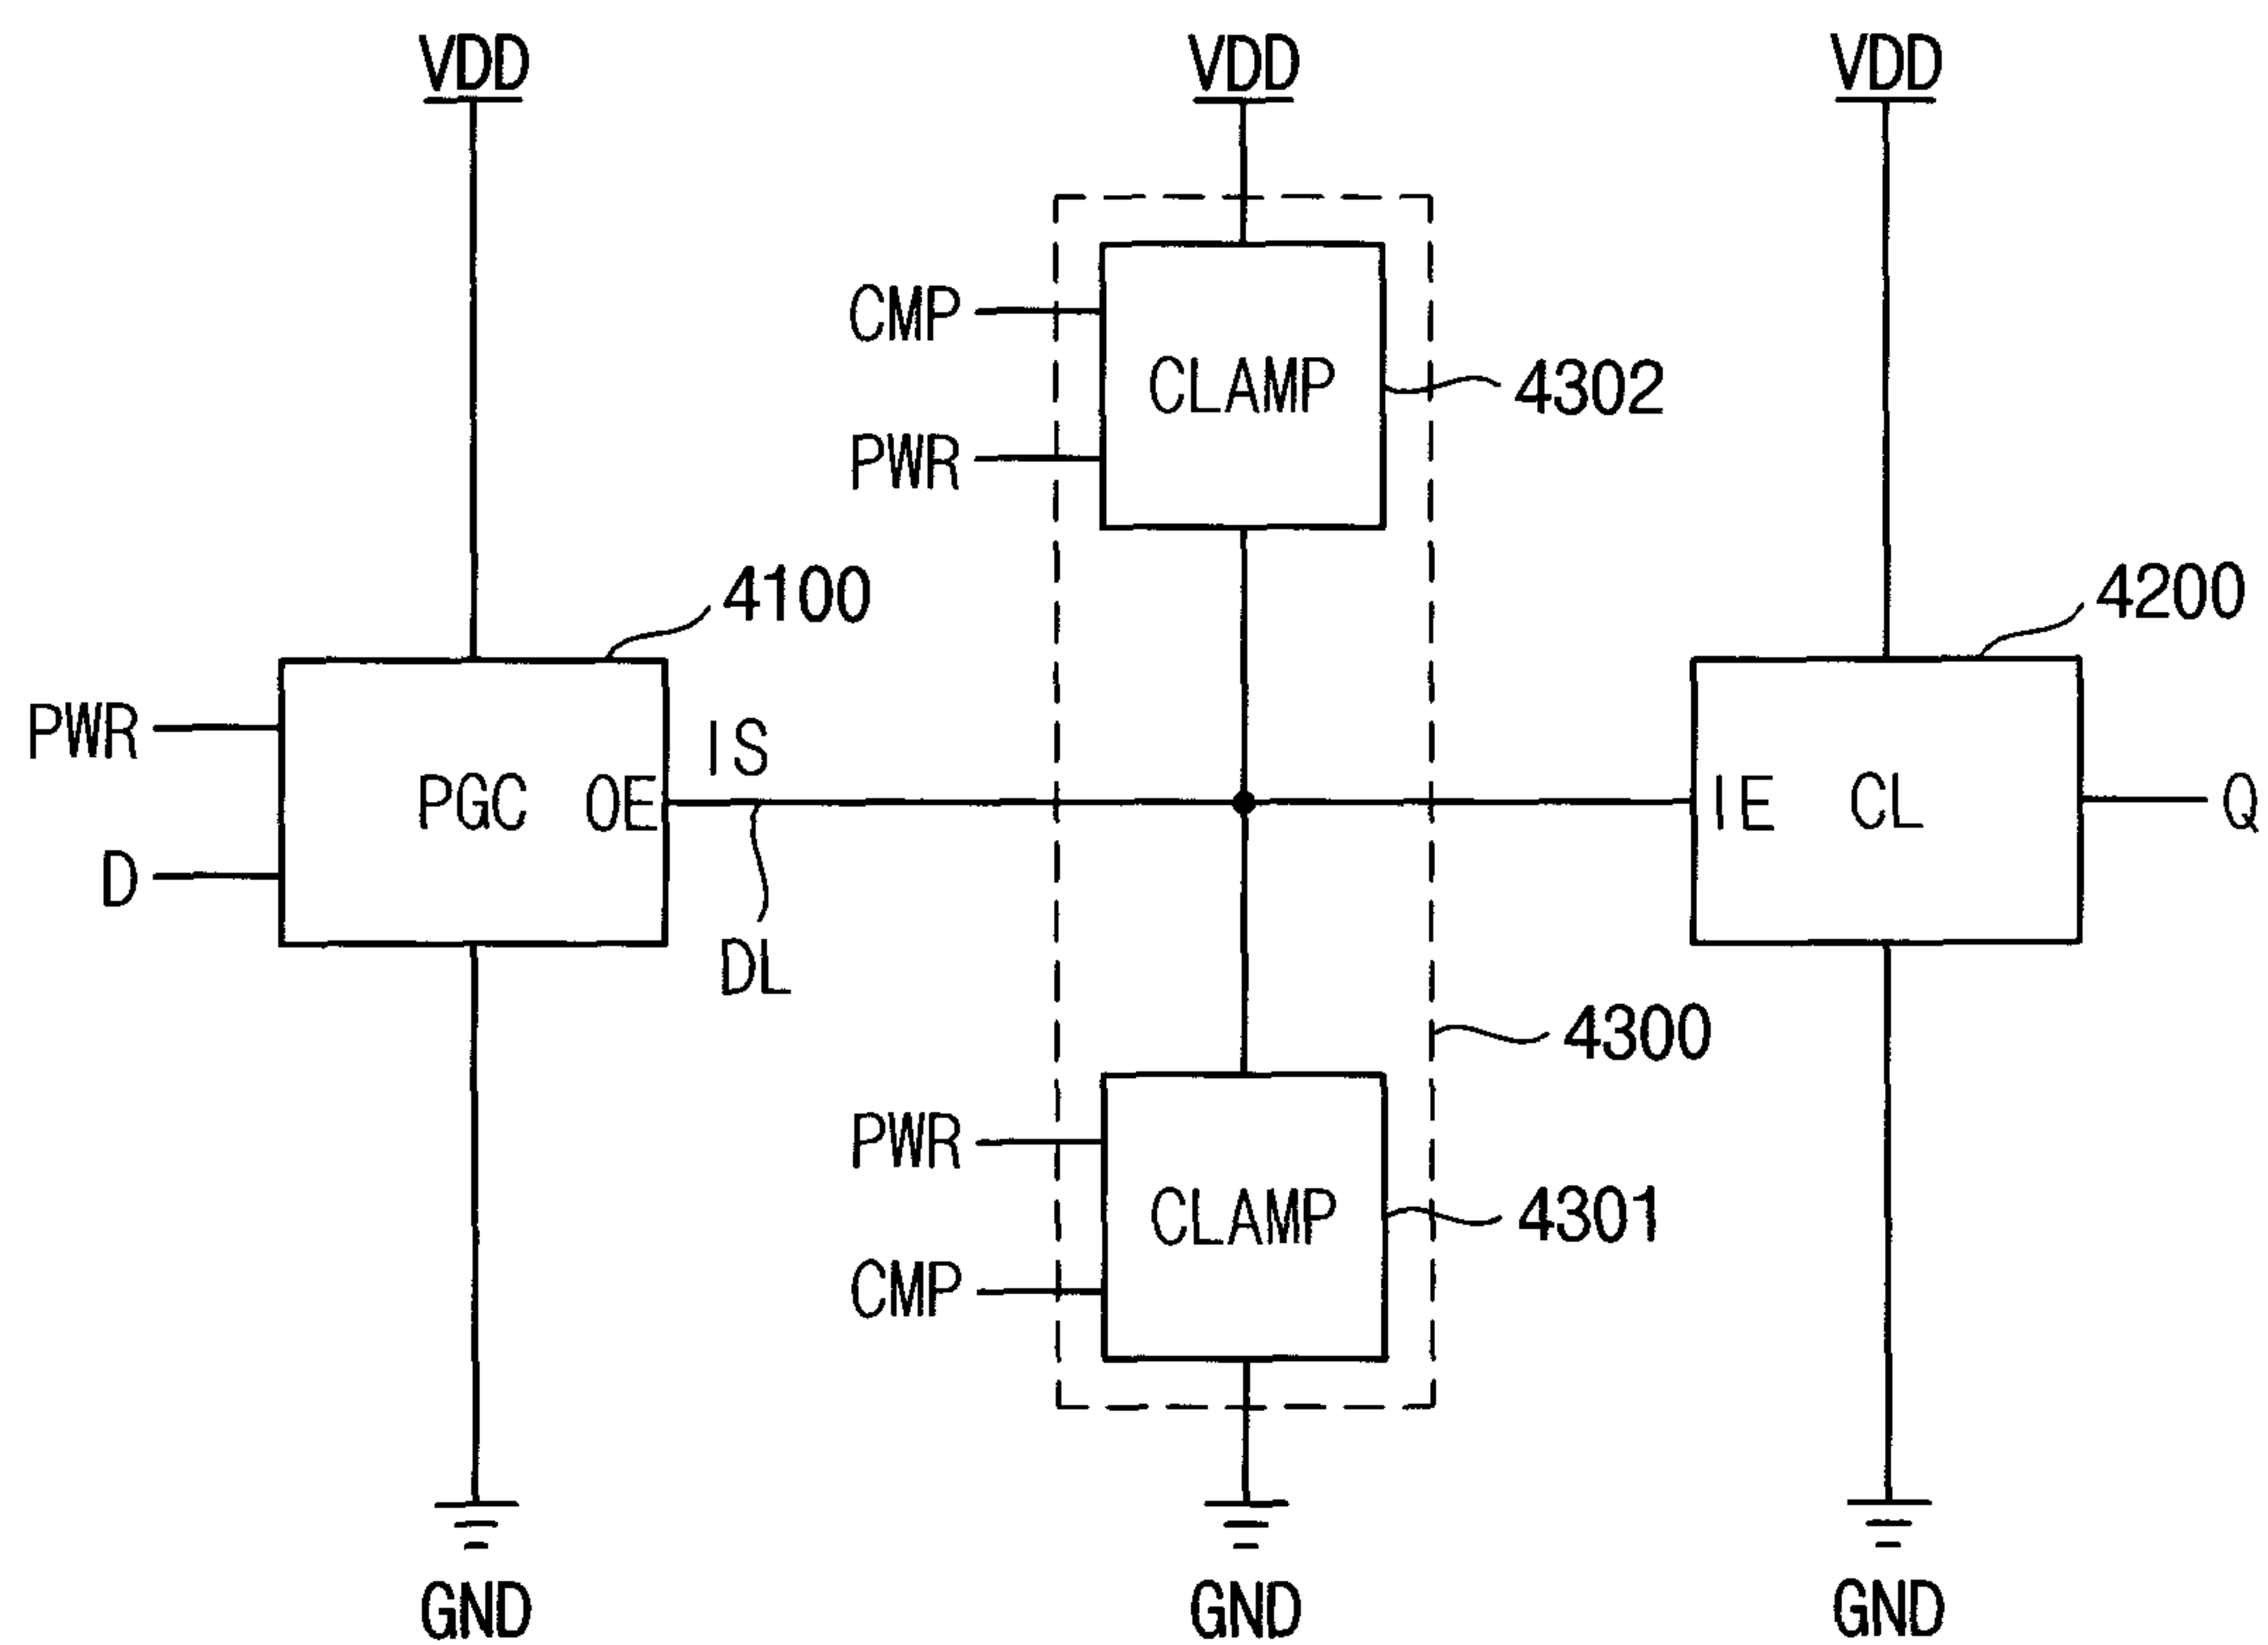 VDD
VDD
VDD
CMP
CLAMP
4302
PWR
4100
4200
PWR
IS
PGC
OE
IE
CL
Q
D
DL
4300
PWR
CLAMP
4301
CMP
GND
GND
GND